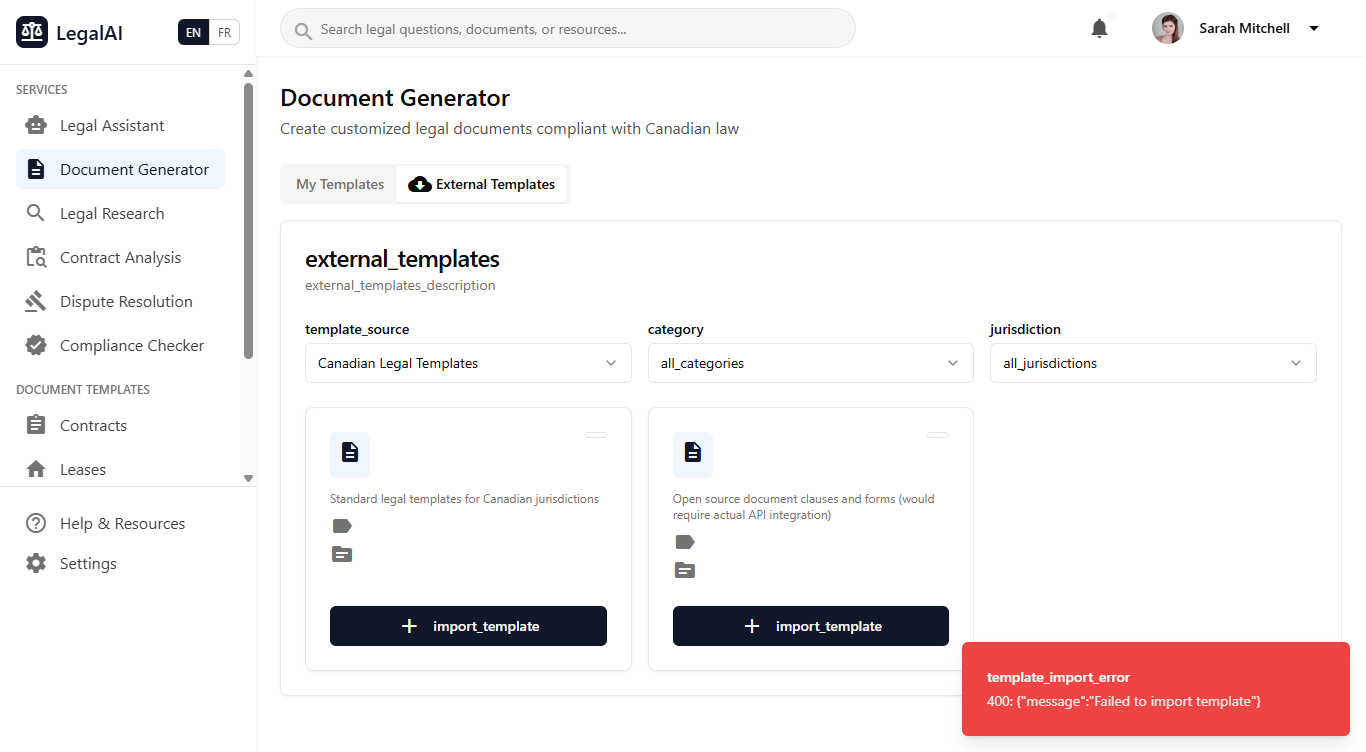 LegalAI
EN
FR
Search legal questions, documents, or resources...
Sarah Mitchell
SERVICES
Legal Assistant
Document Generator
Legal Research
Contract Analysis
Dispute Resolution
Compliance Checker
DOCUMENT TEMPLATES
Contracts
Leases
Help & Resources
Settings
Document Generator
Create customized legal documents compliant with Canadian law
My Templates
External Templates
external_templates
external_templates_description
template_source
category
jurisdiction
Canadian Legal Templates
all_categories
all_jurisdictions
Standard legal templates for Canadian jurisdictions
import_template
Open source document clauses and forms (would
require actual API integration)
import_template
template_import_error
400: {"message":"Failed to import template"}